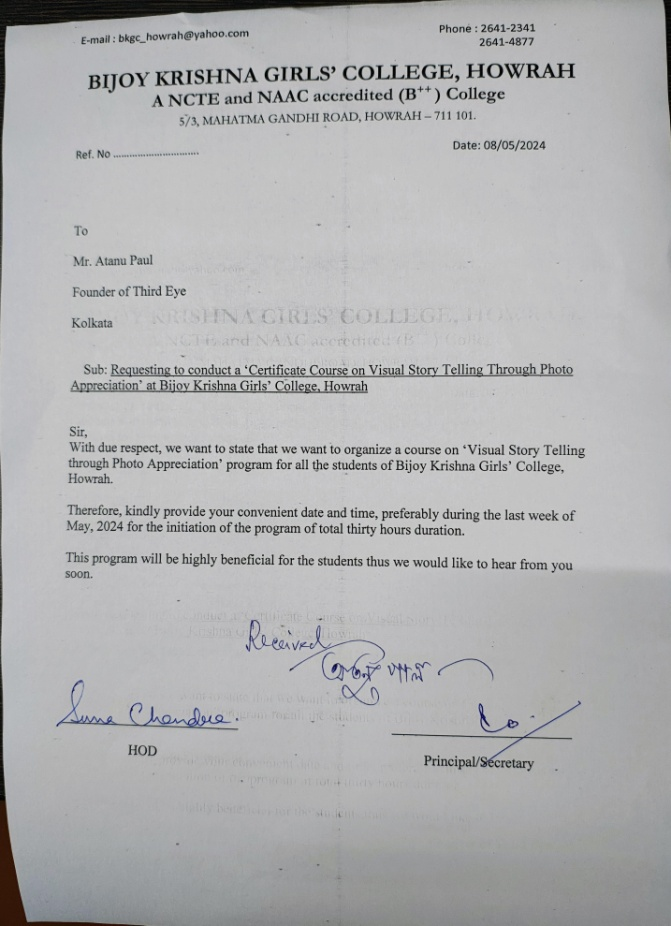 E-mail : bkgc_howrah@yahoo.com
Phone : 2641-2341
2641-4877
BIJOY KRISHNA GIRLS' COLLEGE, HOWRAH
A NCTE and NAAC accredited (B++) College
5/3, MAHATMA GANDHI ROAD, HOWRAH – 711 101.
Ref. No ..............................
Date: 08/05/2024
To
Mr. Atanu Paul
Founder of Third Eye
Kolkata
Sub: Requesting to conduct a 'Certificate Course on Visual Story Telling Through Photo
Appreciation' at Bijoy Krishna Girls' College, Howrah
Sir,
With due respect, we want to state that we want to organize a course on 'Visual Story Telling
through Photo Appreciation' program for all the students of Bijoy Krishna Girls' College,
Howrah.
Therefore, kindly provide your convenient date and time, preferably during the last week of
May, 2024 for the initiation of the program of total thirty hours duration.
This program will be highly beneficial for the students thus we would like to hear from you
soon.
Received
Chandra.
HOD
Principal/Secretary